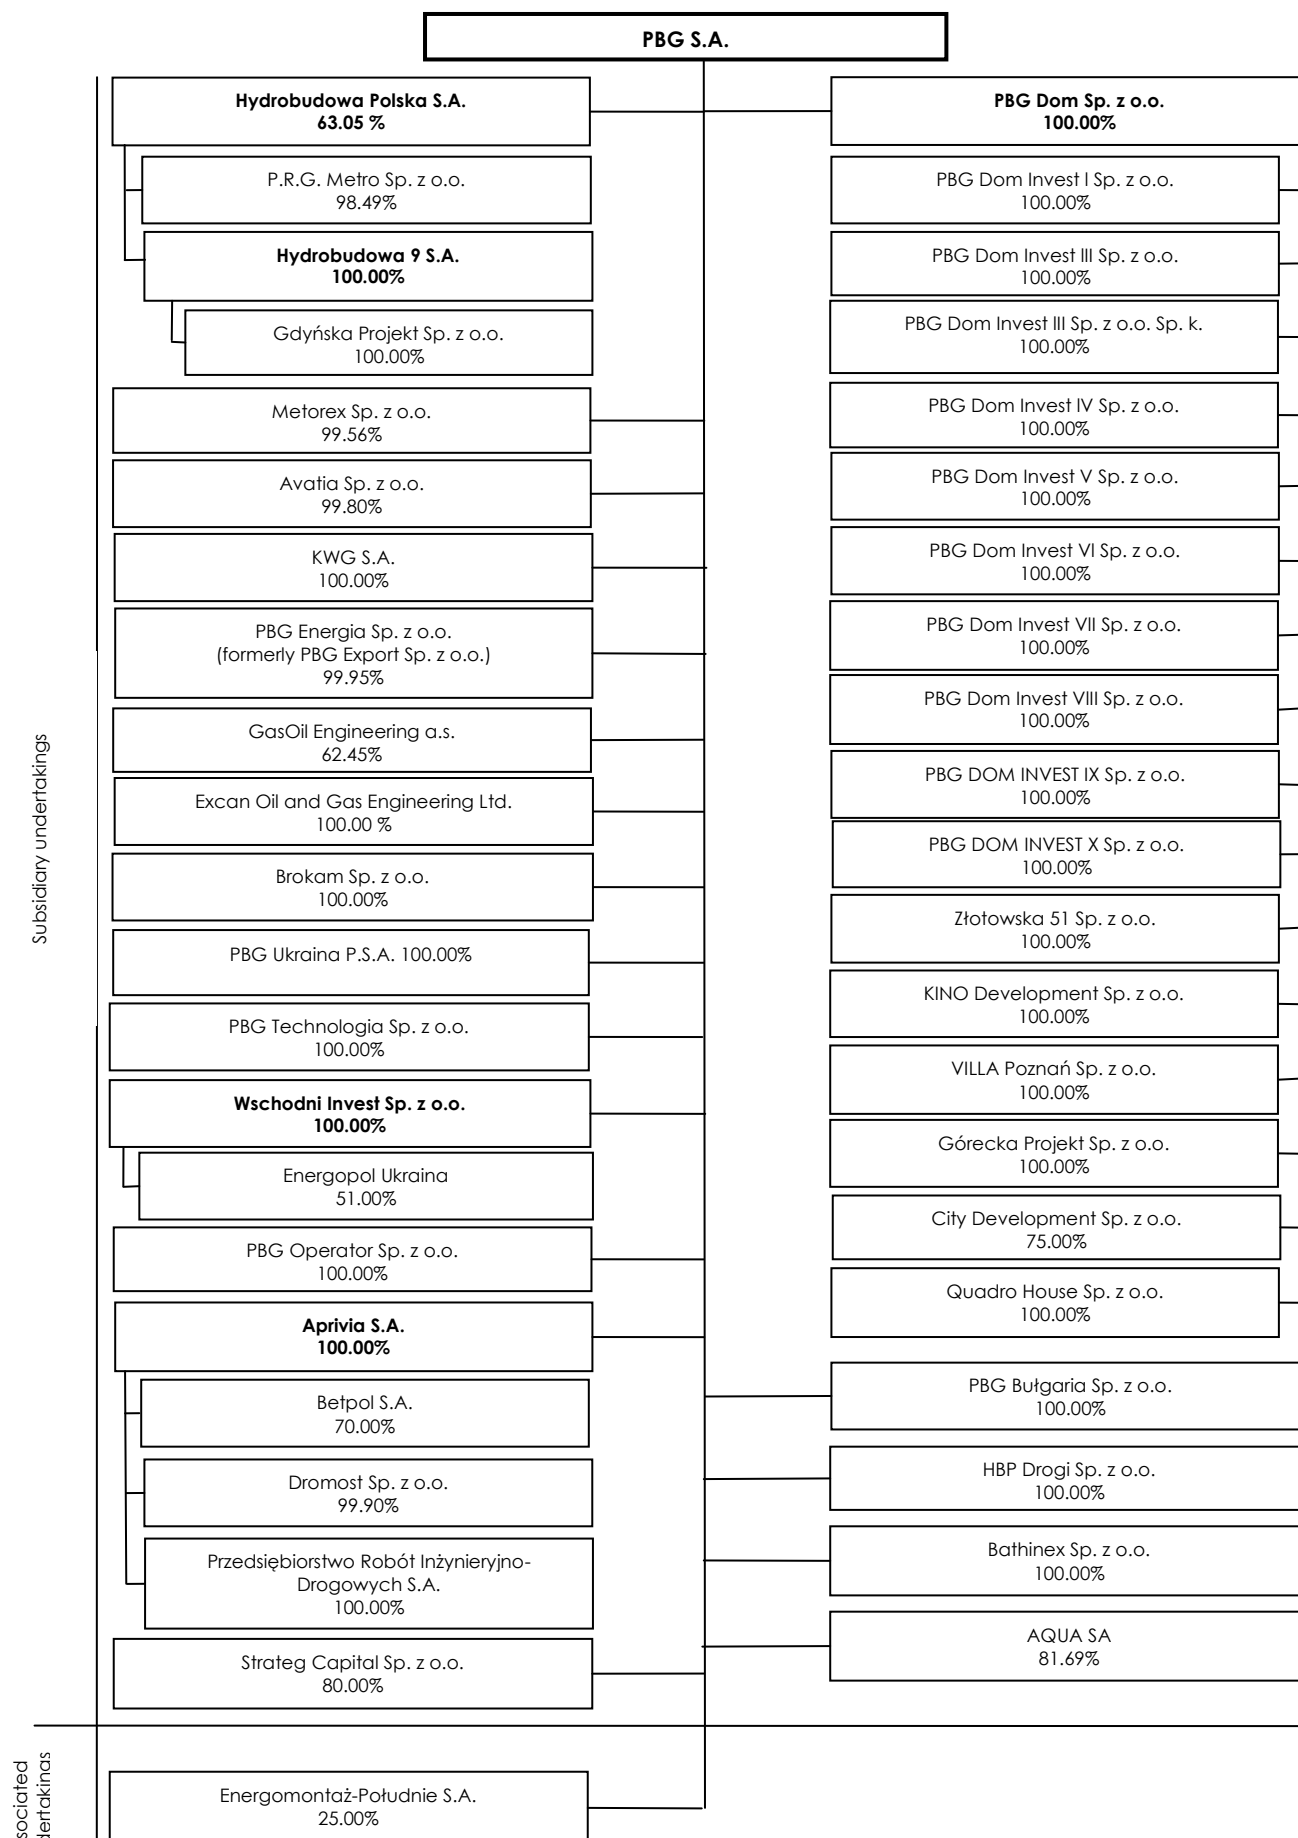 PBG S.A.
Hydrobudowa Polska S.A.
63.05 %
P.R.G. Metro Sp. z o.o.
98.49%
Hydrobudowa 9 S.A.
100.00%
Gdyńska Projekt Sp. z o.o.
100.00%
Metorex Sp. z o.o.
99.56%
Avatia Sp. z o.o.
99.80%
KWG S.A.
100.00%
PBG Energia Sp. z o.o.
(formerly PBG Export Sp. z o.o.)
99.95%
GasOil Engineering a.s.
62.45%
Excan Oil and Gas Engineering Ltd.
100.00 %
Brokam Sp. z o.o.
100.00%
PBG Ukraina P.S.A. 100.00%
PBG Technologia Sp. z o.o.
100.00%
Wschodni Invest Sp. z o.o.
100.00%
Energopol Ukraina
51.00%
PBG Operator Sp. z o.o.
100.00%
Aprivia S.A.
100.00%
Betpol S.A.
70.00%
Dromost Sp. z o.o.
99.90%
Przedsiębiorstwo Robót Inżynieryjno-
Drogowych S.A.
100.00%
Strateg Capital Sp. z o.o.
80.00%
PBG Dom Sp. z o.o.
100.00%
PBG Dom Invest I Sp. z o.o.
100.00%
PBG Dom Invest III Sp. z o.o.
100.00%
PBG Dom Invest III Sp. z o.o. Sp. k.
100.00%
PBG Dom Invest IV Sp. z o.o.
100.00%
PBG Dom Invest V Sp. z o.o.
100.00%
PBG Dom Invest VI Sp. z o.o.
100.00%
PBG Dom Invest VII Sp. z o.o.
100.00%
PBG Dom Invest VIII Sp. z o.o.
100.00%
PBG DOM INVEST IX Sp. z o.o.
100.00%
PBG DOM INVEST X Sp. z o.o.
100.00%
Złotowska 51 Sp. z o.o.
100.00%
KINO Development Sp. z o.o.
100.00%
VILLA Poznań Sp. z o.o.
100.00%
Górecka Projekt Sp. z o.o.
100.00%
City Development Sp. z o.o.
75.00%
Quadro House Sp. z o.o.
100.00%
PBG Bułgaria Sp. z o.o.
100.00%
HBP Drogi Sp. z o.o.
100.00%
Bathinex Sp. z o.o.
100.00%
AQUA SA
81.69%
Subsidiary undertakings
Energomontaż-Południe S.A.
25.00%